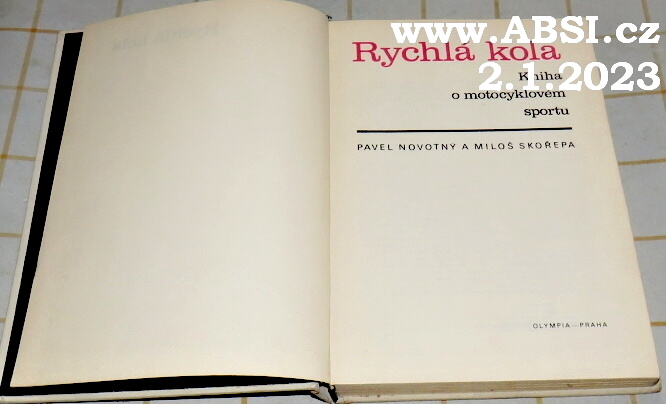 www.ABSI.cz
2.1.2023
Rychlá kola
Kniha
o motocyklovém
sportu
PAVEL NOVOTNÝ A MILOŠ SKOŘEPA
OLYMPIA—PRAHA